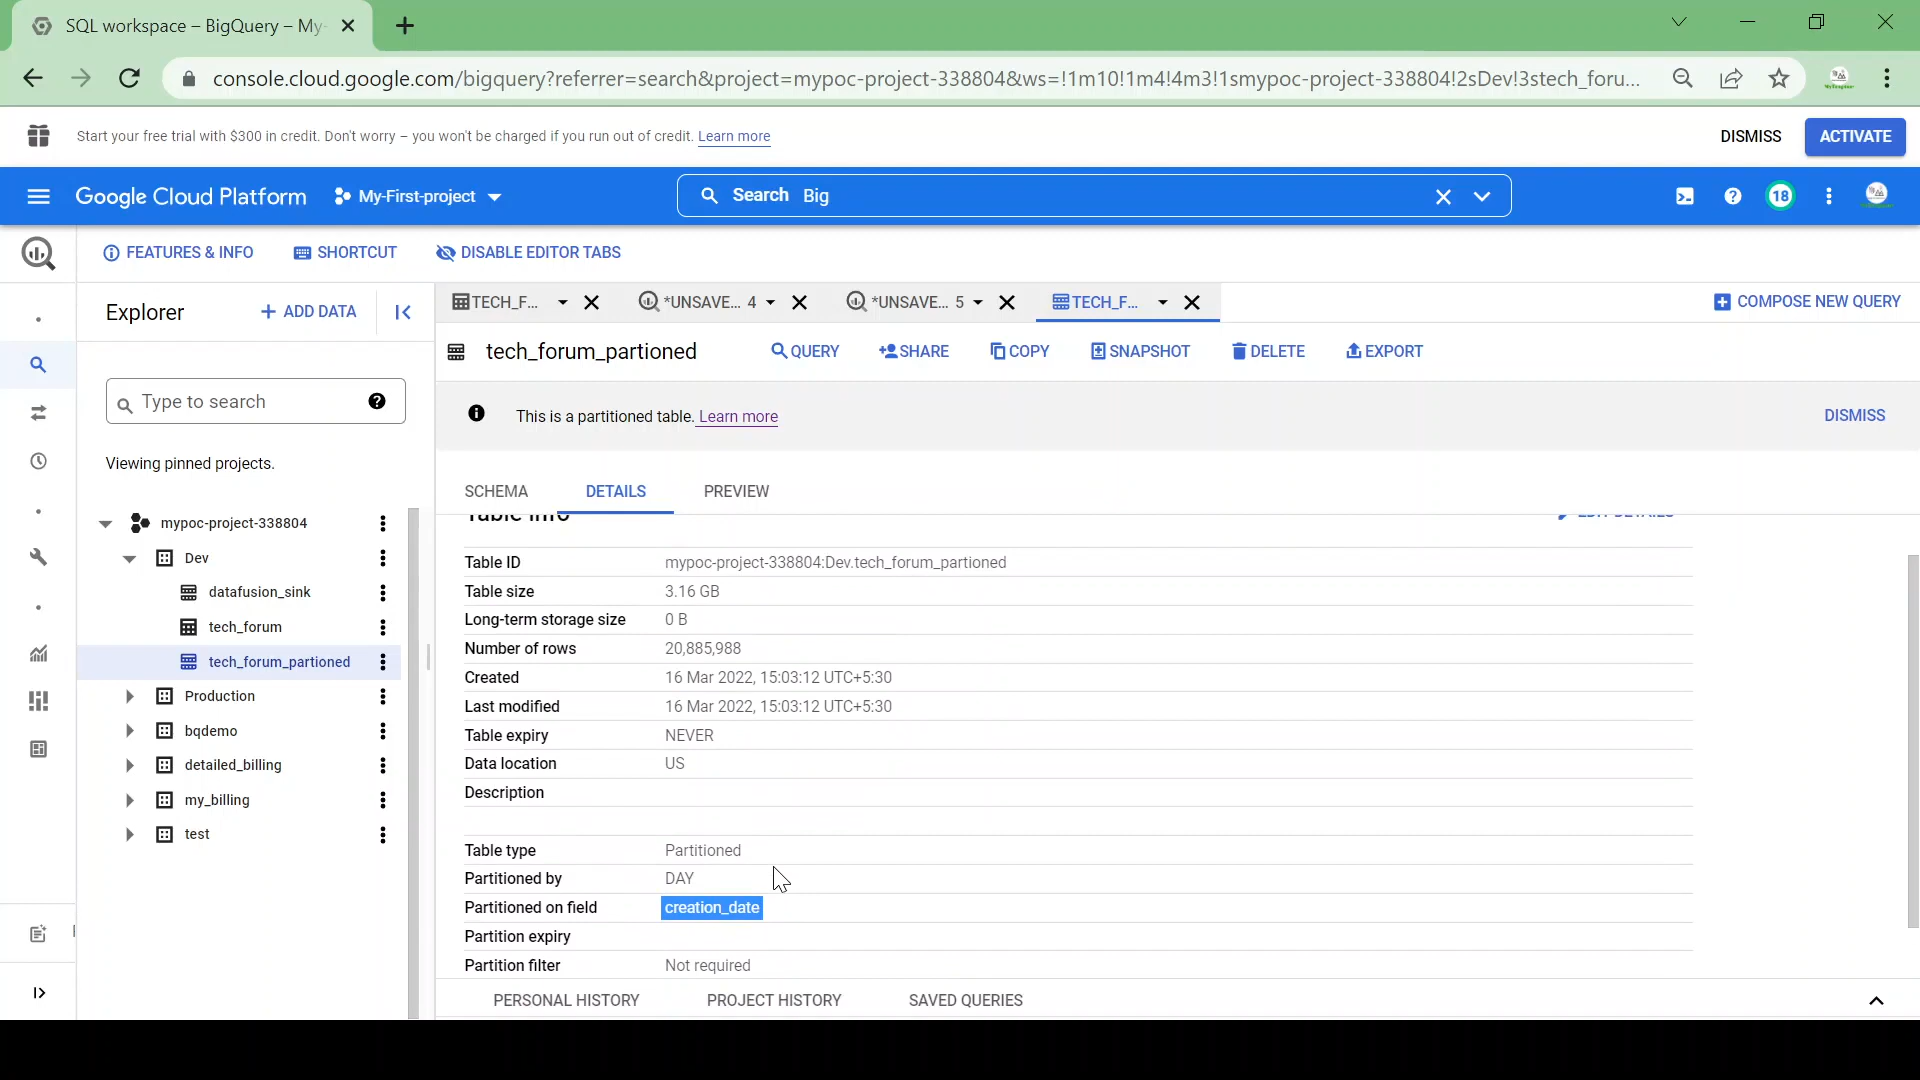 SQL workspace – BigQuery – My-
console.cloud.google.com/bigquery?referrer=search&project=mypoc-project-338804&ws=!1m10!1m4!4m3!1smypoc-project-338804!2sDev!3stech_foru...
Start your free trial with $300 in credit. Don't worry – you won't be charged if you run out of credit. Learn more
DISMISS
ACTIVATE
Google Cloud Platform
My-First-project
Search Big
18
FEATURES & INFO
SHORTCUT
DISABLE EDITOR TABS
Explorer
+ ADD DATA
TECH_F...
*UNSAVE... 4
*UNSAVE... 5
TECH_F...
COMPOSE NEW QUERY
tech_forum_partioned
QUERY
SHARE
COPY
SNAPSHOT
DELETE
EXPORT
Type to search
This is a partitioned table. Learn more
DISMISS
Viewing pinned projects.
SCHEMA
DETAILS
PREVIEW
mypoc-project-338804
Dev
datafusion_sink
tech_forum
tech_forum_partioned
Production
bqdemo
detailed_billing
my_billing
test
Table info
EDIT DETAILS
Table ID mypoc-project-338804:Dev.tech_forum_partioned
Table size 3.16 GB
Long-term storage size 0 B
Number of rows 20,885,988
Created 16 Mar 2022, 15:03:12 UTC+5:30
Last modified 16 Mar 2022, 15:03:12 UTC+5:30
Table expiry NEVER
Data location US
Description
Table type Partitioned
Partitioned by DAY
Partitioned on field creation_date
Partition expiry
Partition filter Not required
PERSONAL HISTORY
PROJECT HISTORY
SAVED QUERIES